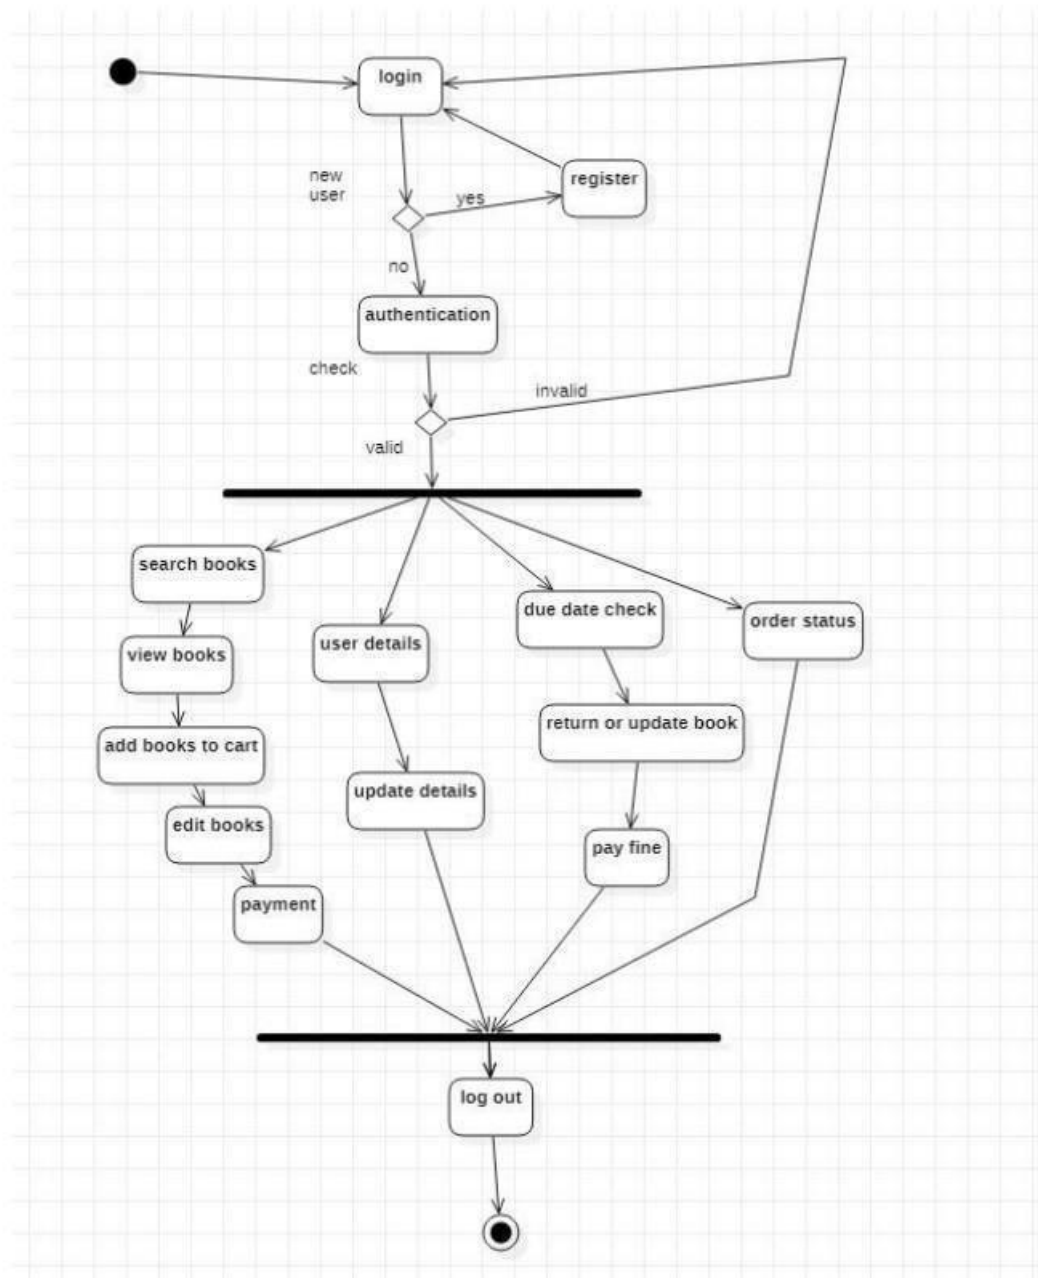 login
new
user
yes
register
no
authentication
check
invalid
valid
search books
due date check
order status
user details
view books
return or update book
add books to cart
update details
edit books
pay fine
payment
log out